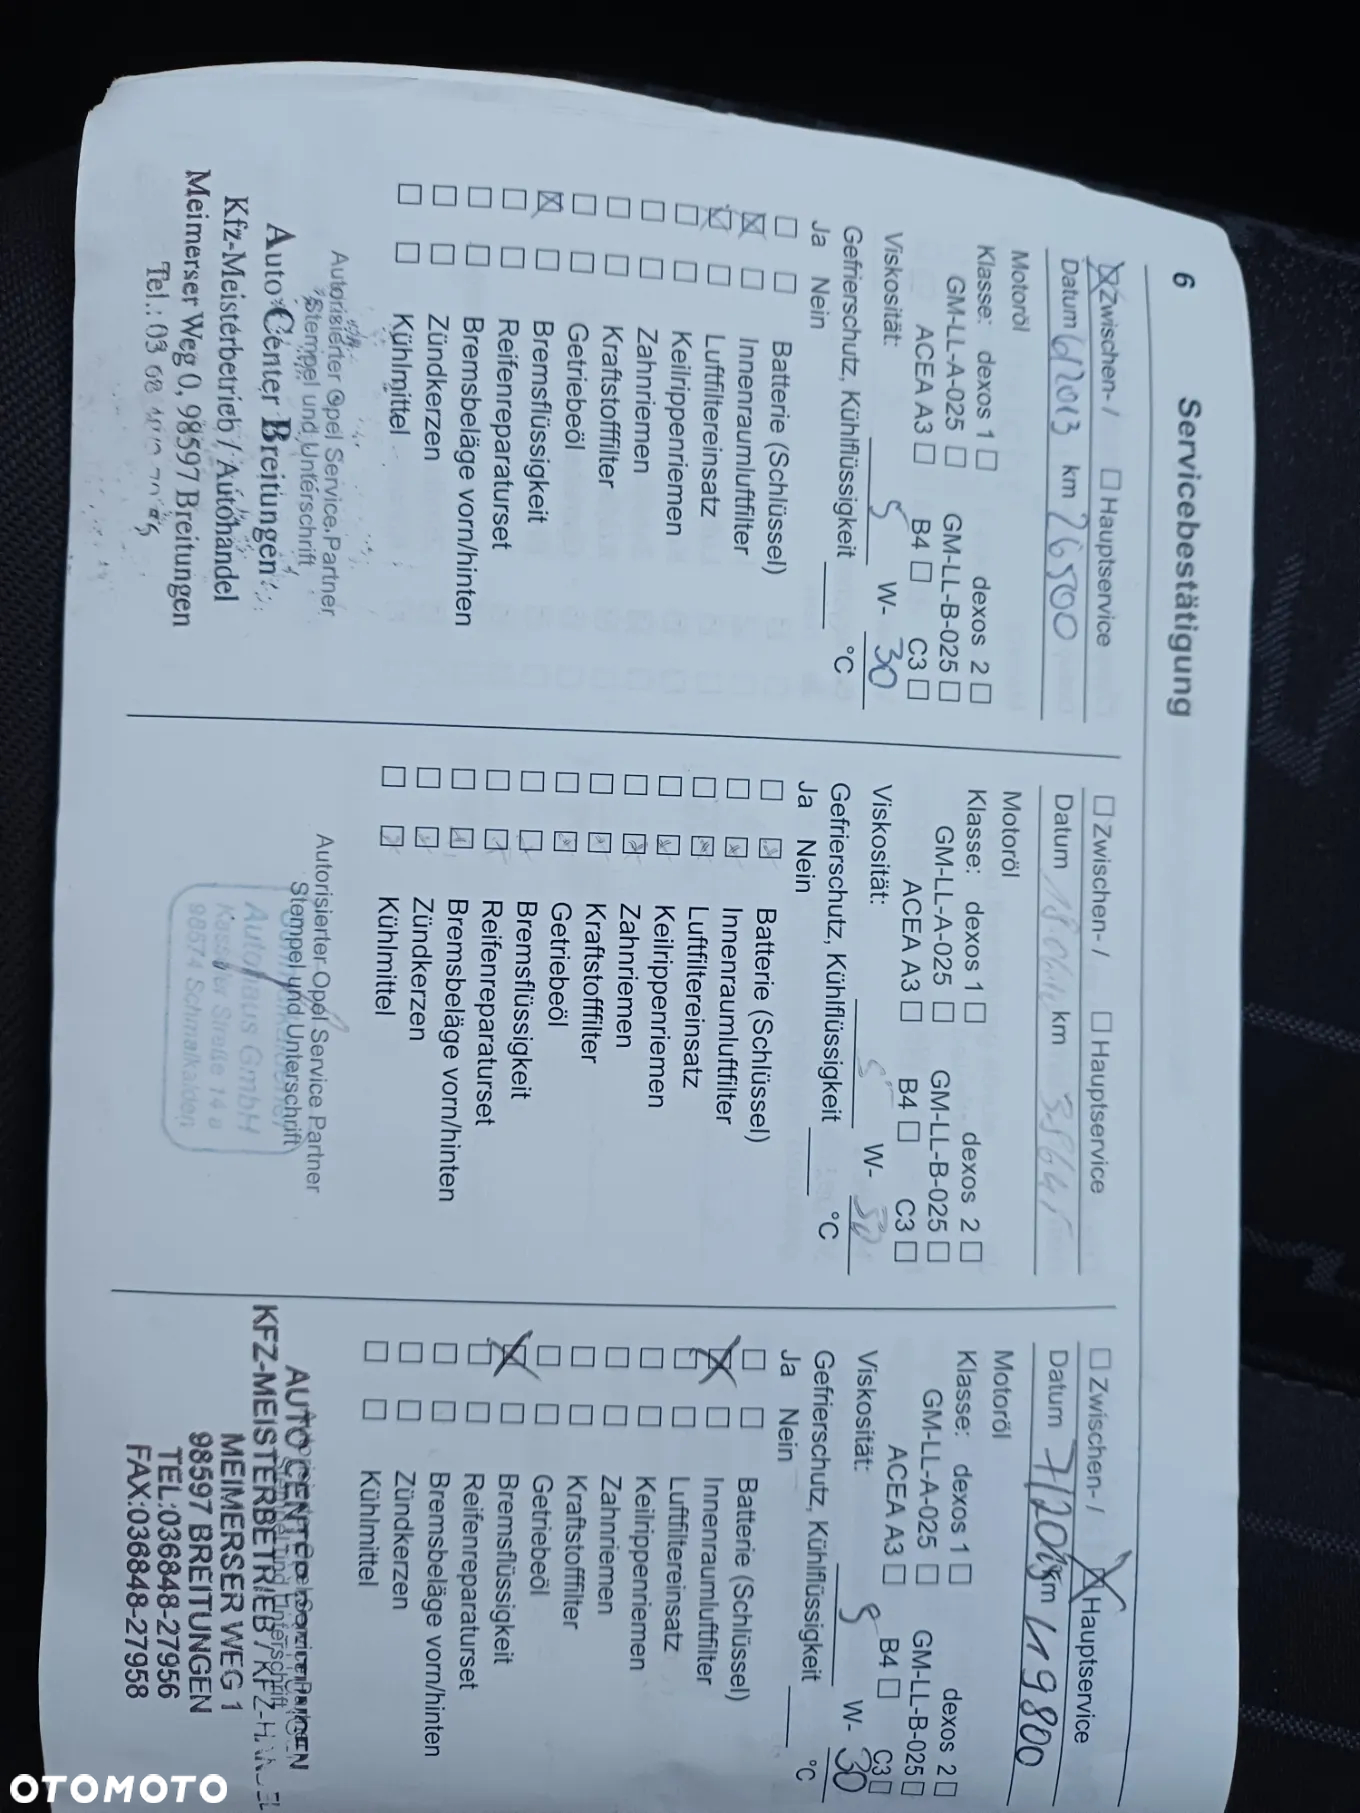 6 Servicebestätigung
Zwischen- / Hauptservice
Datum 6/2013 km 26500
Motoröl
Klasse: dexos 1 dexos 2
GM-LL-A-025 GM-LL-B-025
ACEA A3 B4 C3
Viskosität: 5 W- 30
Gefrierschutz, Kühlflüssigkeit °C
Ja Nein
Batterie (Schlüssel)
Innenraumluftfilter
Luftfiltereinsatz
Keilrippenriemen
Zahnriemen
Kraftstofffilter
Getriebeöl
Bremsflüssigkeit
Reifenreparaturset
Bremsbeläge vorn/hinten
Zündkerzen
Kühlmittel
Autorisierter Opel Service Partner
Stempel und Unterschrift
Auto Center Breitungen
Kfz-Meisterbetrieb / Autohandel
Meimerser Weg 0, 98597 Breitungen
Tel.: 03 68
Zwischen- / Hauptservice
Datum km
Motoröl
Klasse: dexos 1 dexos 2
GM-LL-A-025 GM-LL-B-025
ACEA A3 B4 C3
Viskosität: 5 W-
Gefrierschutz, Kühlflüssigkeit °C
Ja Nein
Batterie (Schlüssel)
Innenraumluftfilter
Luftfiltereinsatz
Keilrippenriemen
Zahnriemen
Kraftstofffilter
Getriebeöl
Bremsflüssigkeit
Reifenreparaturset
Bremsbeläge vorn/hinten
Zündkerzen
Kühlmittel
Autorisierter Opel Service Partner
Stempel und Unterschrift
Autohaus GmbH
Straße 14 a
98574 Schmalkalden
Zwischen- / Hauptservice
Datum 7/2015 km 49800
Motoröl
Klasse: dexos 1 dexos 2
GM-LL-A-025 GM-LL-B-025
ACEA A3 B4 C3
Viskosität: 5 W- 30
Gefrierschutz, Kühlflüssigkeit °C
Ja Nein
Batterie (Schlüssel)
Innenraumluftfilter
Luftfiltereinsatz
Keilrippenriemen
Zahnriemen
Kraftstofffilter
Getriebeöl
Bremsflüssigkeit
Reifenreparaturset
Bremsbeläge vorn/hinten
Zündkerzen
Kühlmittel
AUTO CENTER BREITUNGEN
KFZ-MEISTERBETRIEB / KFZ-HANDEL
MEIMERSER WEG 1
98597 BREITUNGEN
TEL.:036848-27956
FAX:036848-27958
OTOMOTO